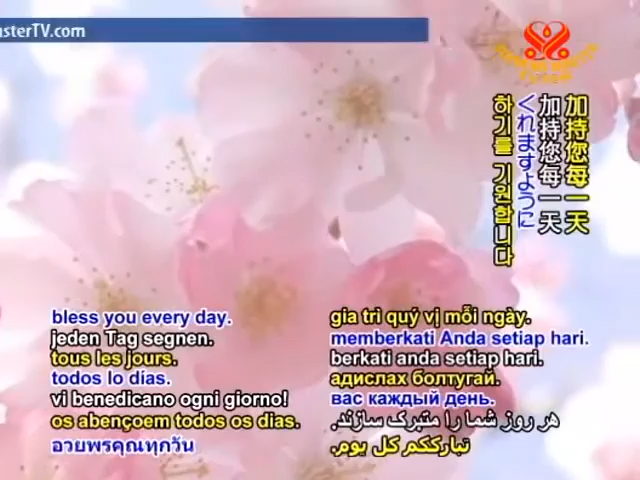 sterTV.com
加持您每一天
加持您每一天
くれますように
하기를 기원합니다
bless you every day.
jeden Tag segnen.
tous les jours.
todos lo días.
vi benedicano ogni giorno!
os abençoem todos os dias.
อวยพรคุณทุกวัน
gia trì quý vị mỗi ngày.
memberkati Anda setiap hari.
berkati anda setiap hari.
адислах болтугай.
вас каждый день.
هر روز شما را متبرک سازند.
تبارككم كل يوم.